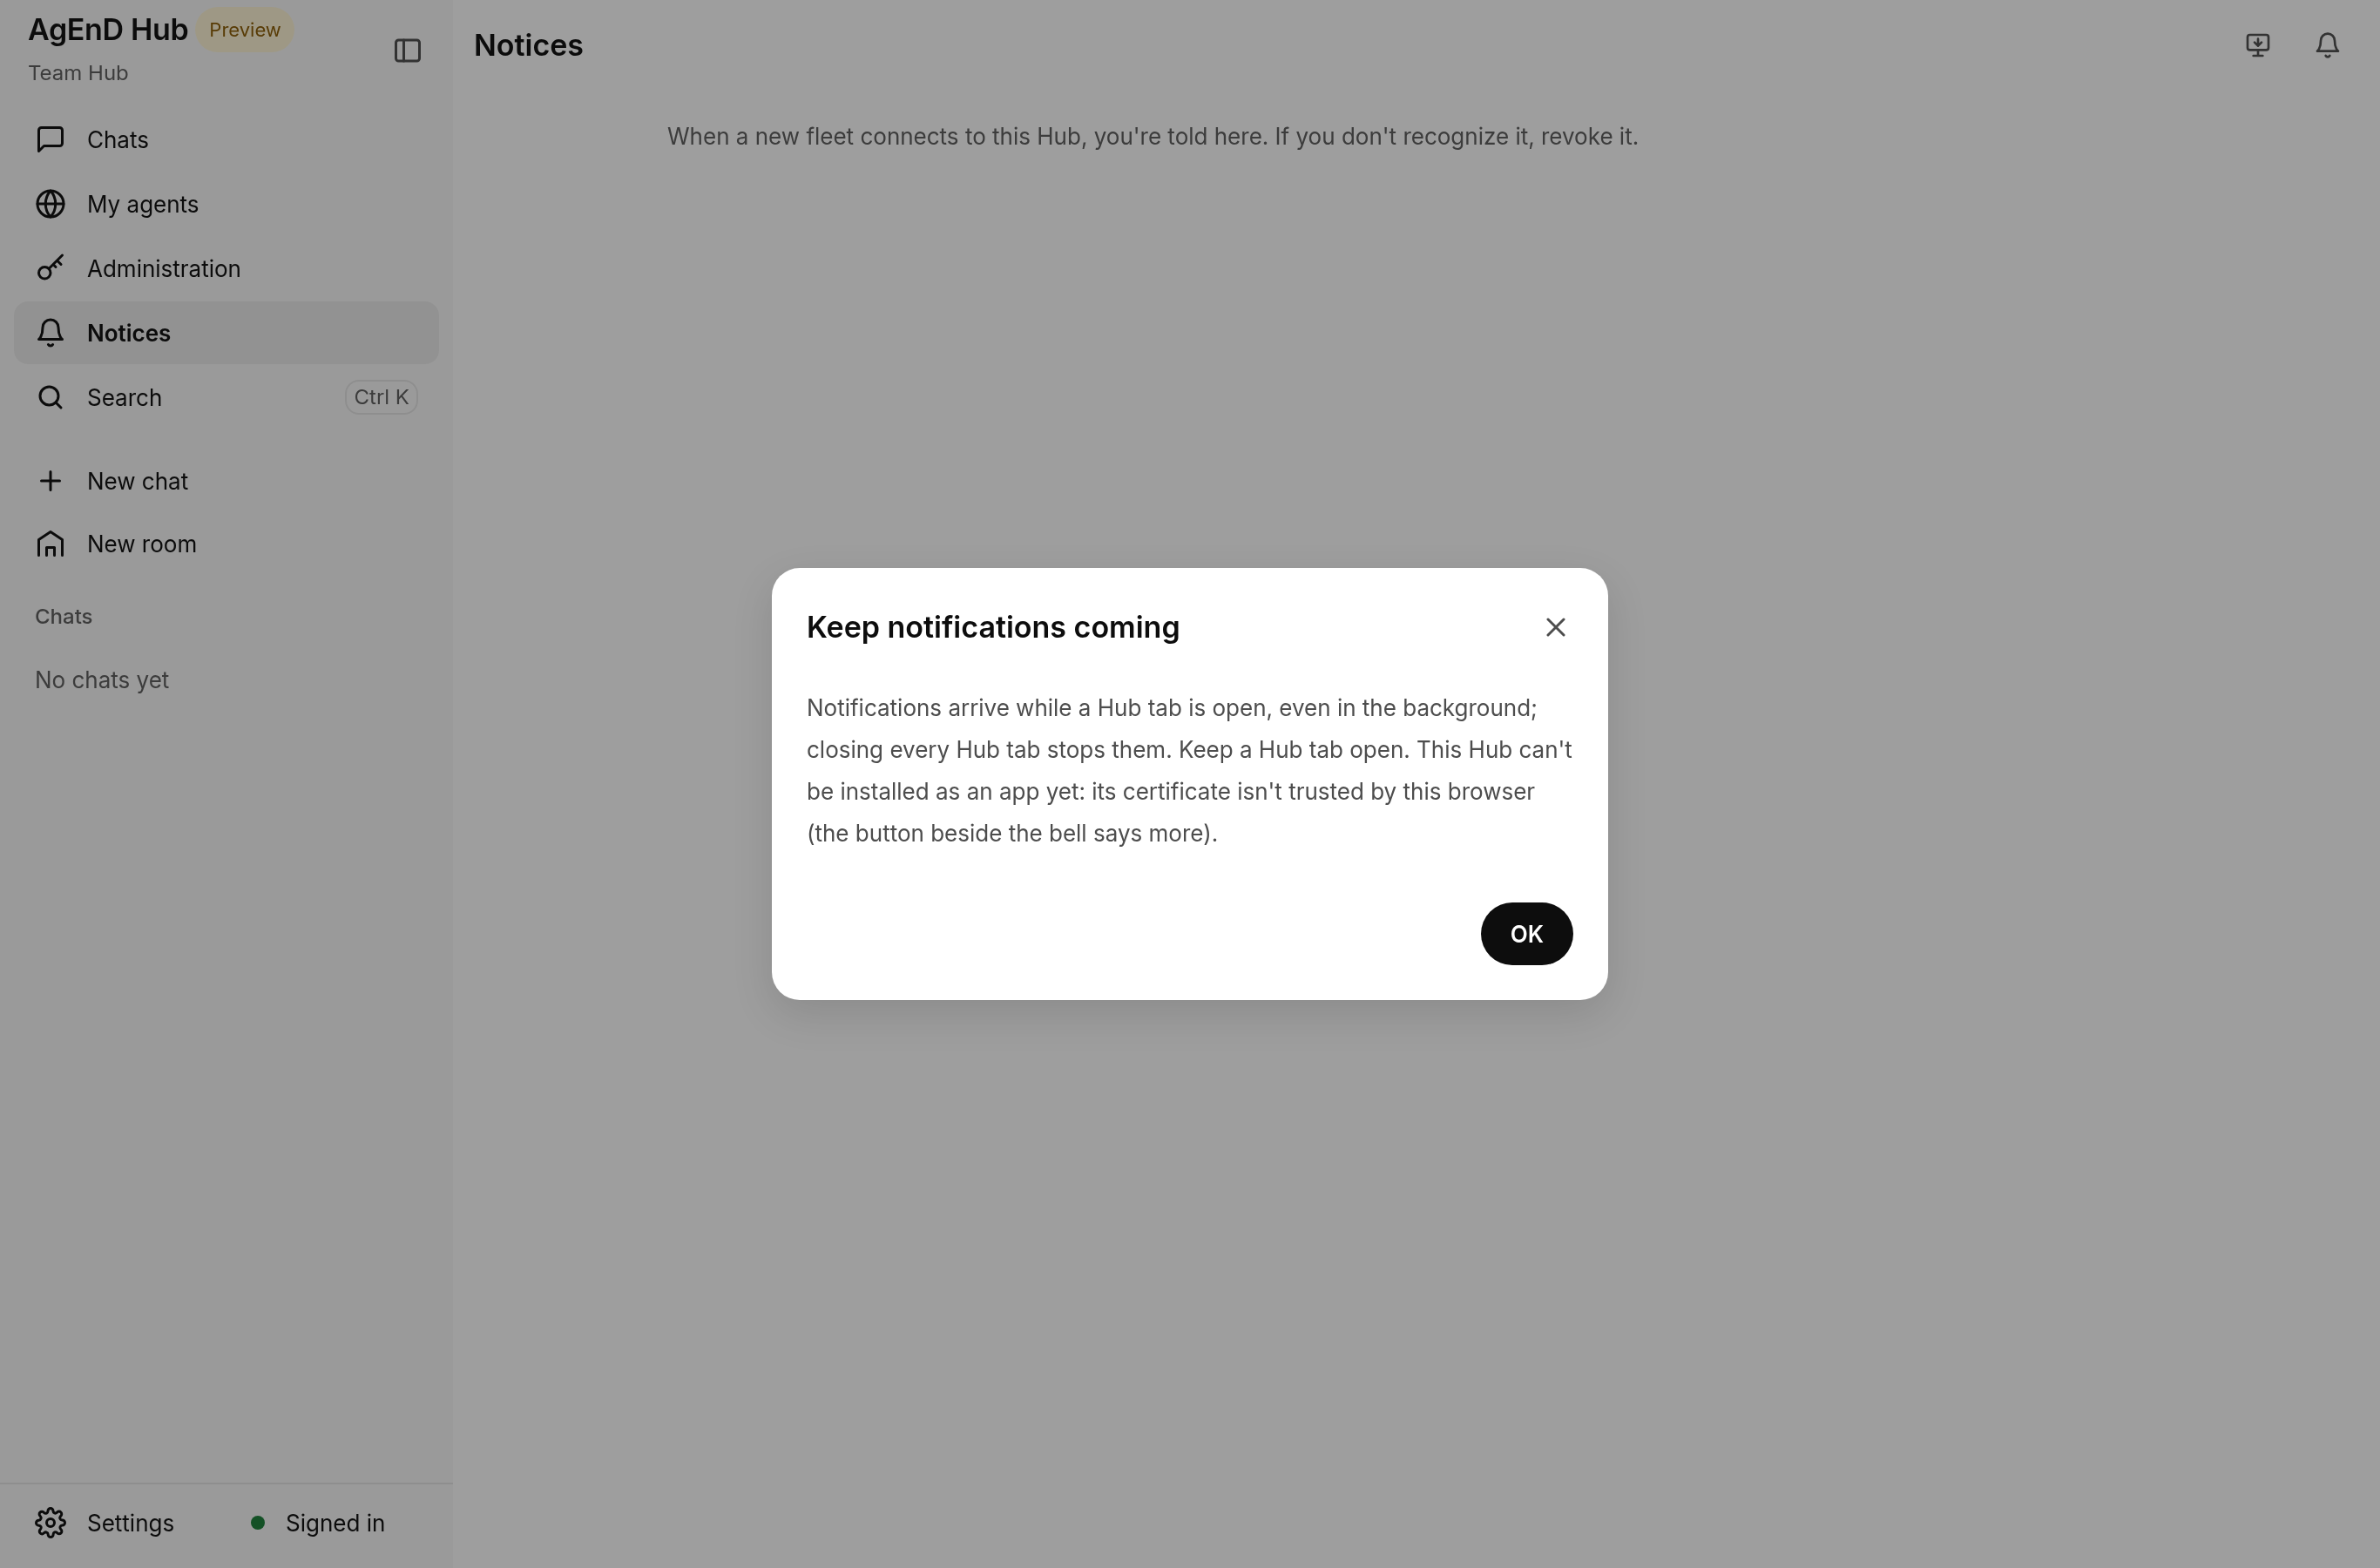 AgEnD Hub
Preview
Team Hub
Chats
My agents
Administration
Notices
Search
Ctrl K
New chat
New room
Chats
No chats yet
Settings
Signed in
Notices
When a new fleet connects to this Hub, you're told here. If you don't recognize it, revoke it.
Keep notifications coming
Notifications arrive while a Hub tab is open, even in the background;
closing every Hub tab stops them. Keep a Hub tab open. This Hub can't
be installed as an app yet: its certificate isn't trusted by this browser
(the button beside the bell says more).
OK